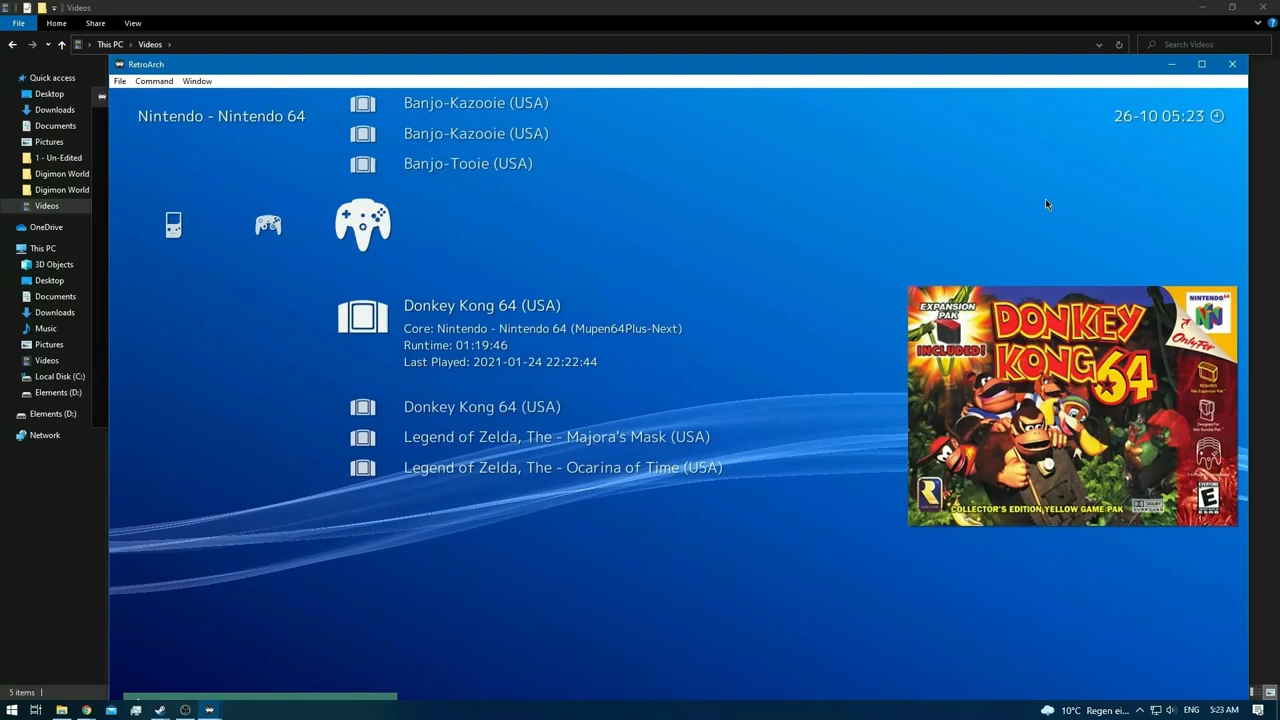 Videos
File
Home
Share
View
This PC
Videos
Search Videos
Quick access
Desktop
Downloads
Documents
Pictures
1 - Un-Edited
Digimon World
Digimon World
Videos
OneDrive
This PC
3D Objects
Desktop
Documents
Downloads
Music
Pictures
Videos
Local Disk (C:)
Elements (D:)
Elements (D:)
Network
5 items
RetroArch
File Command Window
Nintendo - Nintendo 64
26-10 05:23
Banjo-Kazooie (USA)
Banjo-Kazooie (USA)
Banjo-Tooie (USA)
Donkey Kong 64 (USA)
Core: Nintendo - Nintendo 64 (Mupen64Plus-Next)
Runtime: 01:19:46
Last Played: 2021-01-24 22:22:44
Donkey Kong 64 (USA)
Legend of Zelda, The - Majora's Mask (USA)
Legend of Zelda, The - Ocarina of Time (USA)
EXPANSION
PAK
INCLUDED!
DONKEY
KONG 64
NINTENDO 64
Only For
EVERYONE
E
COLLECTOR'S EDITION YELLOW GAME PAK
10°C Regen ei...
ENG
5:23 AM